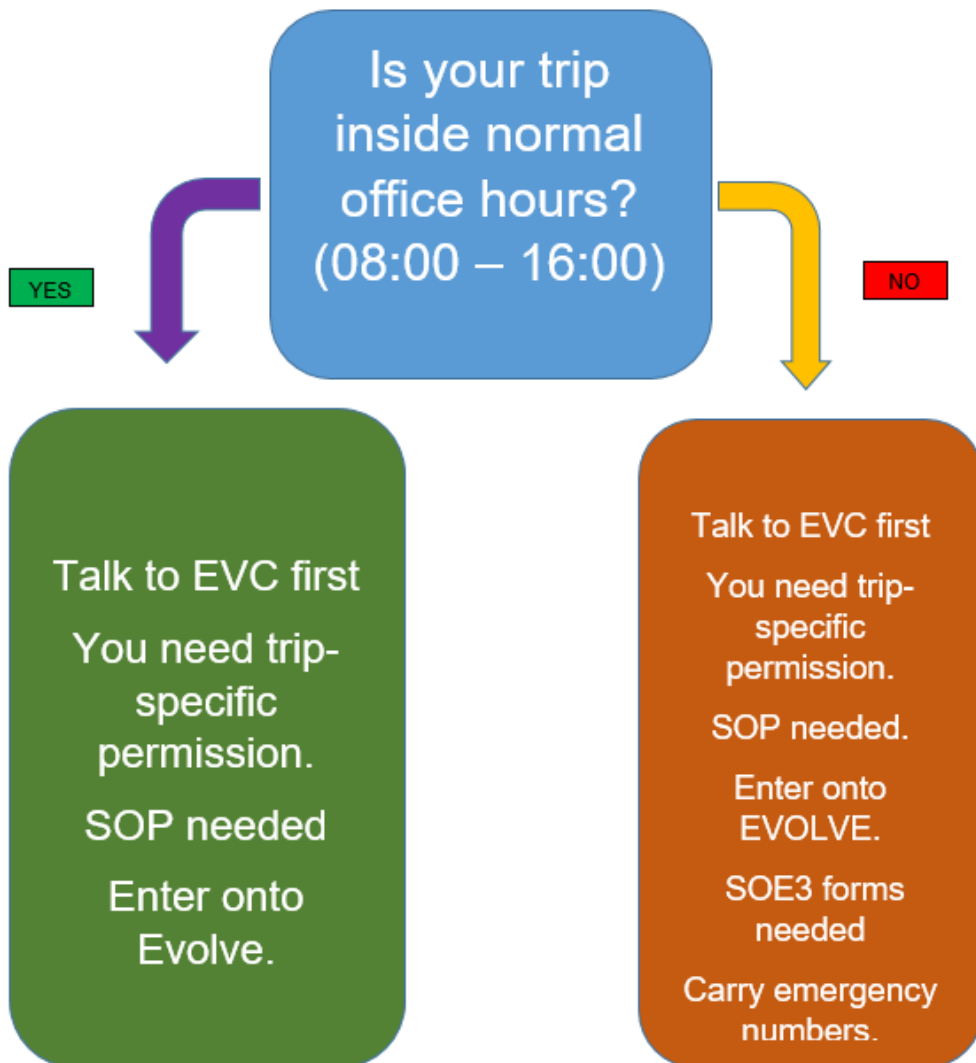 Is your trip
inside normal
office hours?
(08:00 – 16:00)
YES
NO
Talk to EVC first
You need trip-
specific
permission.
SOP needed
Enter onto
Evolve.
Talk to EVC first
You need trip-
specific
permission.
SOP needed.
Enter onto
EVOLVE.
SOE3 forms
needed
Carry emergency
numbers.